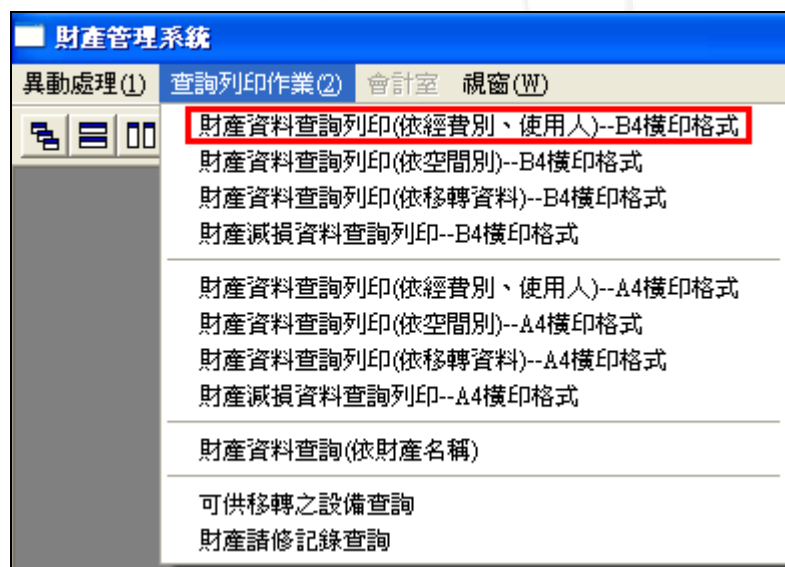 財產管理系統
異動處理(1) 查詢列印作業(2) 會計室 視窗(W)
財產資料查詢列印(依經費別、使用人)--B4橫印格式
財產資料查詢列印(依空間別)--B4橫印格式
財產資料查詢列印(依移轉資料)--B4橫印格式
財產減損資料查詢列印--B4橫印格式
財產資料查詢列印(依經費別、使用人)--A4橫印格式
財產資料查詢列印(依空間別)--A4橫印格式
財產資料查詢列印(依移轉資料)--A4橫印格式
財產減損資料查詢列印--A4橫印格式
財產資料查詢(依財產名稱)
可供移轉之設備查詢
財產請修記錄查詢